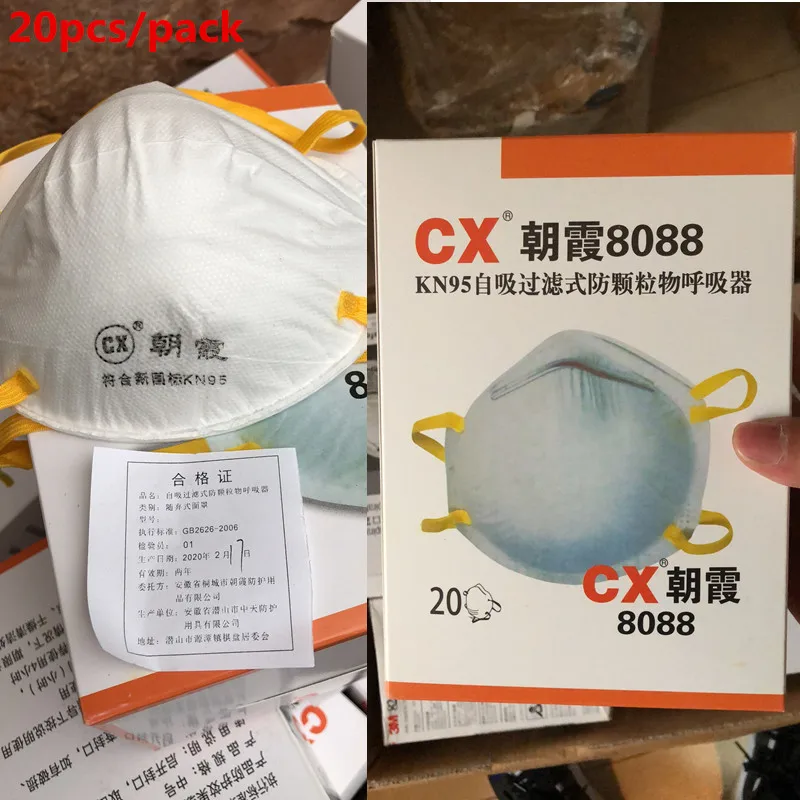 20pcs/pack
CX® 朝霞
符合新国标KN95
8088
合格证
品名: 自吸过滤式防颗粒物呼吸器
类别: 随弃式面罩
型号:
执行标准: GB2626-2006
检验员: 01
生产日期: 2020年 2月17日
有效期: 两年
委托方: 安徽省桐城市朝霞防护用
品有限公司
生产单位: 安徽省潜山市中天防护
用具有限公司
地址: 潜山市源潭镇棋盘居委会
CX
CX® 朝霞8088
KN95自吸过滤式防颗粒物呼吸器
20
CX® 朝霞
8088
3M